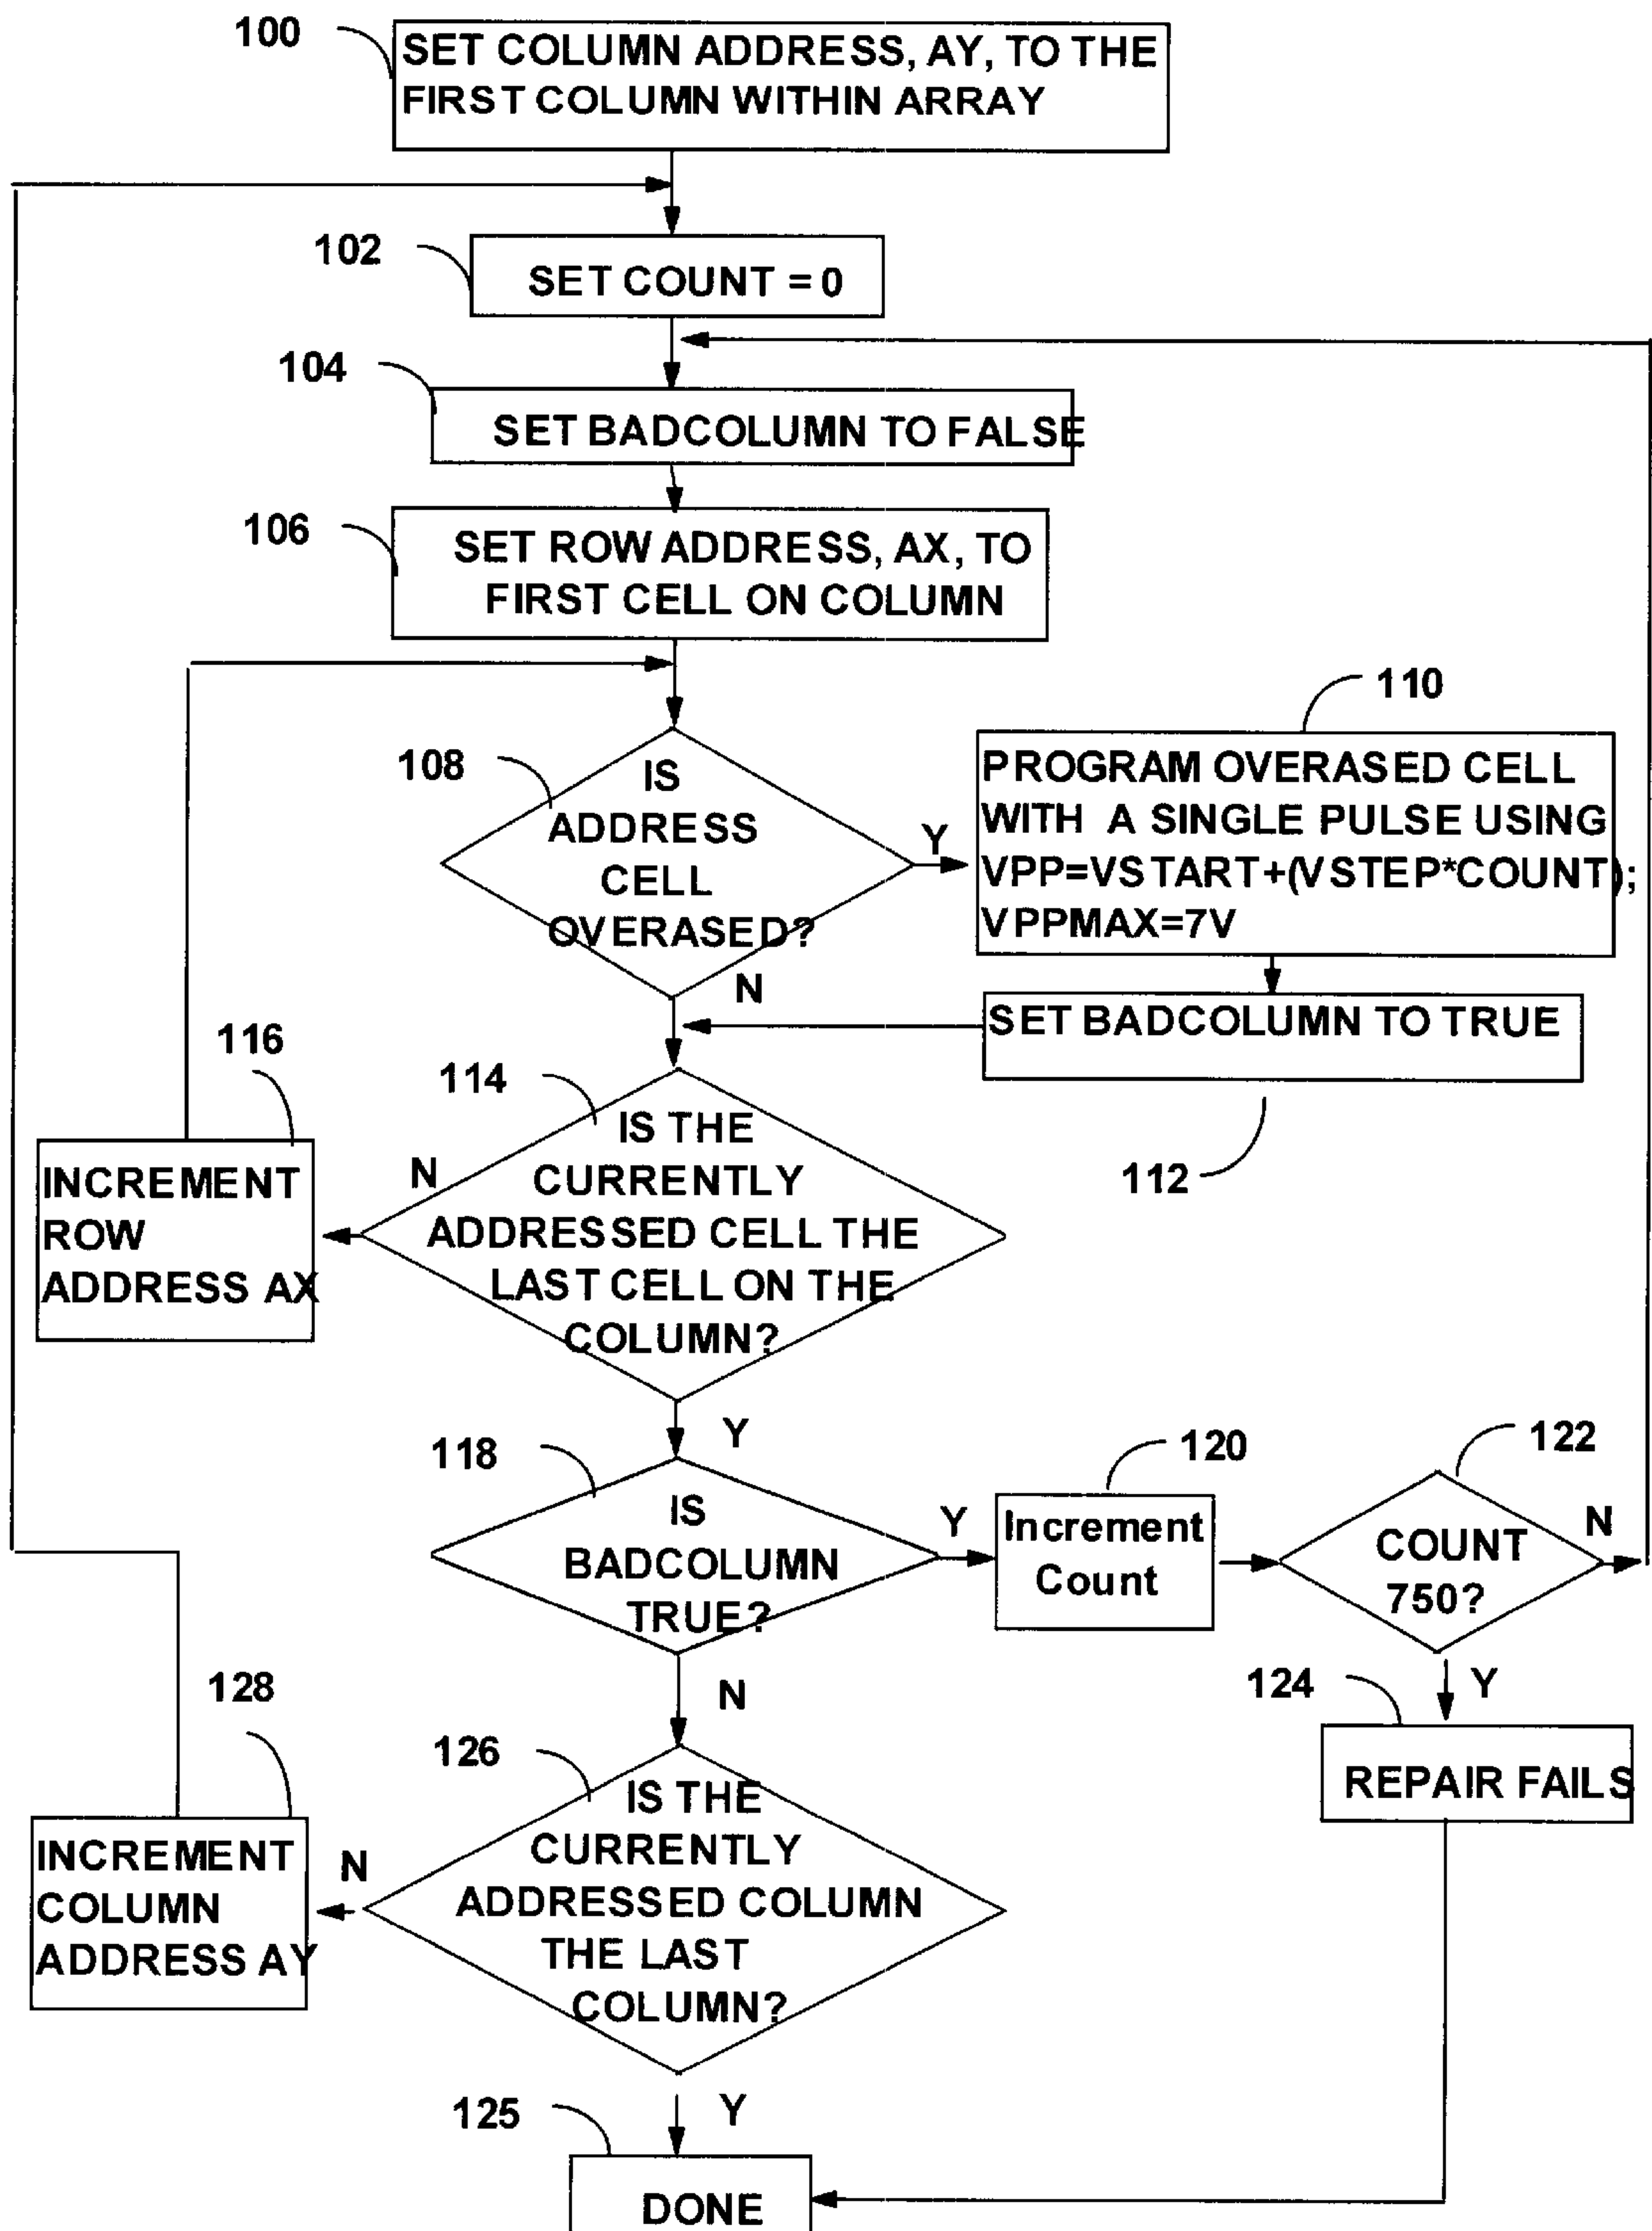 100
SET COLUMN ADDRESS, AY, TO THE
FIRST COLUMN WITHIN ARRAY
102
SET COUNT = 0
104
SET BADCOLUMN TO FALSE
106
SET ROW ADDRESS, AX, TO
FIRST CELL ON COLUMN
108
IS
ADDRESS
CELL
OVERASED?
Y
N
110
PROGRAM OVERASED CELL
WITH A SINGLE PULSE USING
VPP=VSTART+(VSTEP*COUNT);
VPPMAX=7V
SET BADCOLUMN TO TRUE
112
114
IS THE
CURRENTLY
ADDRESSED CELL THE
LAST CELL ON THE
COLUMN?
N
Y
116
INCREMENT
ROW
ADDRESS AX
118
IS
BADCOLUMN
TRUE?
Y
N
120
Increment
Count
122
COUNT
750?
N
Y
124
REPAIR FAILS
126
IS THE
CURRENTLY
ADDRESSED COLUMN
THE LAST
COLUMN?
N
Y
128
INCREMENT
COLUMN
ADDRESS AY
125
DONE